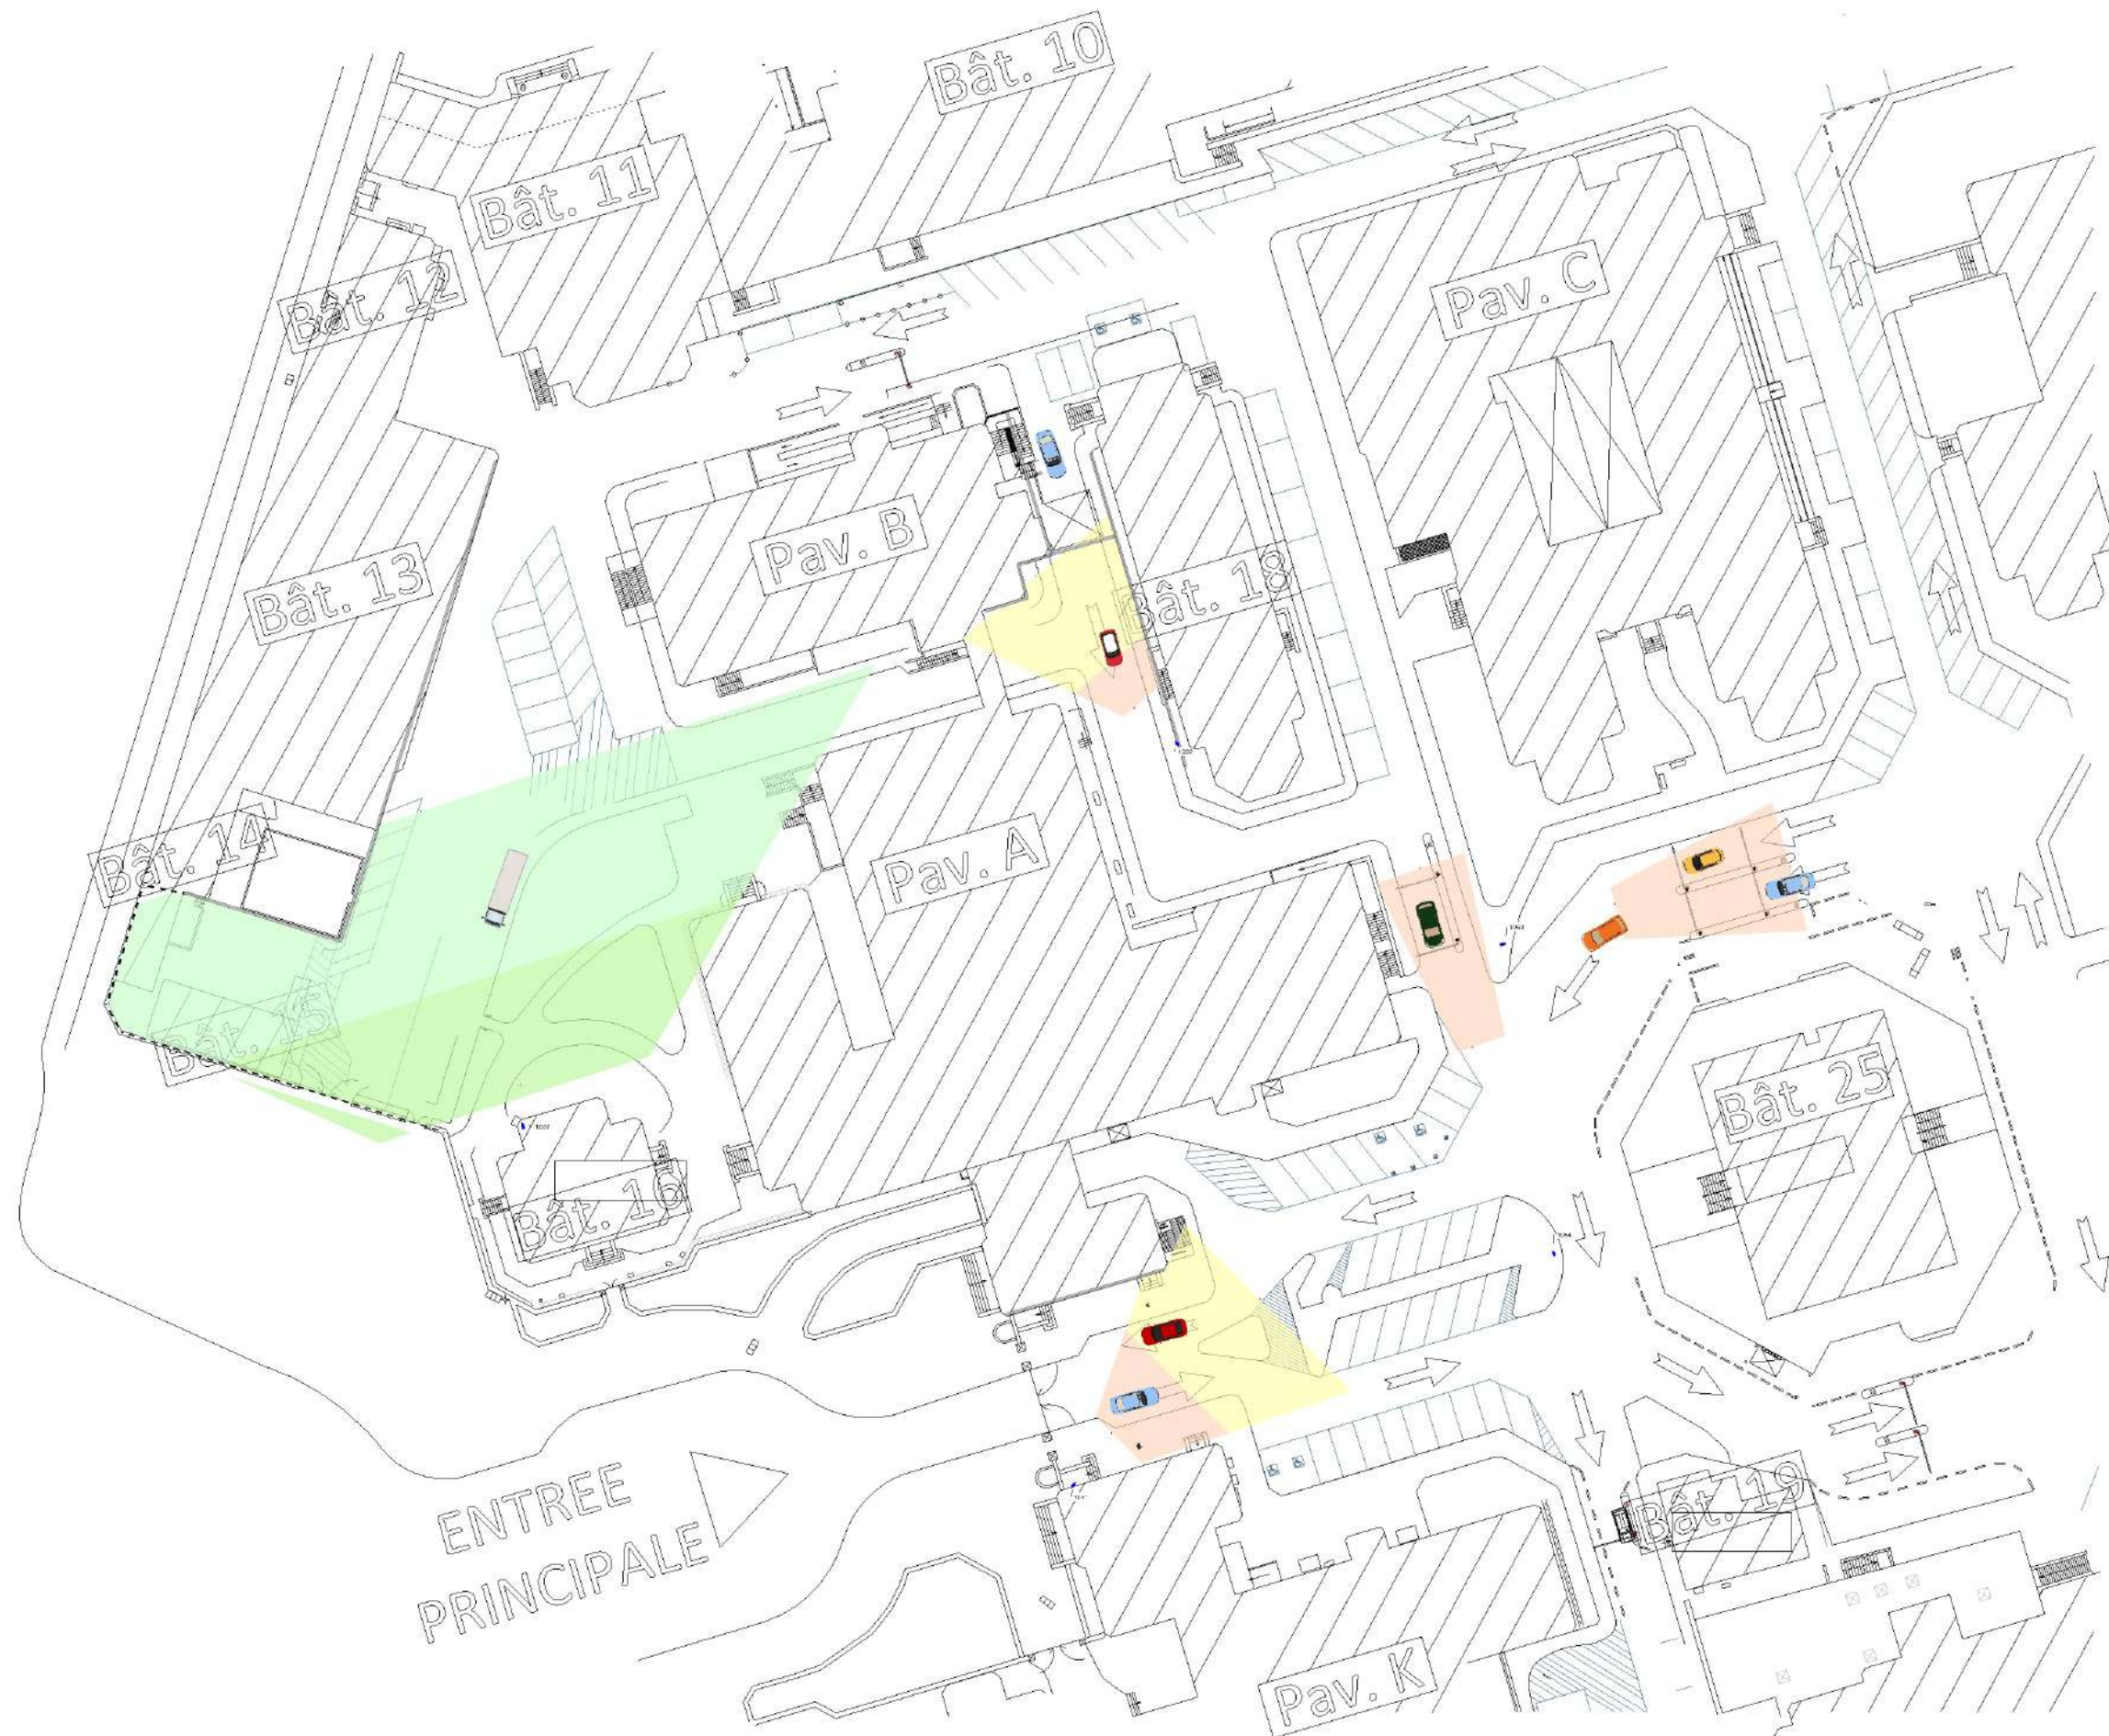 Bât. 10
Bât. 11
Bât. 12
Pav. C
Pav. B
Bât. 18
Bât. 13
Bât. 14
Pav. A
Bât. 15
Bât. 25
Bât. 16
ENTREE
PRINCIPALE
Bât. 19
Pav. K